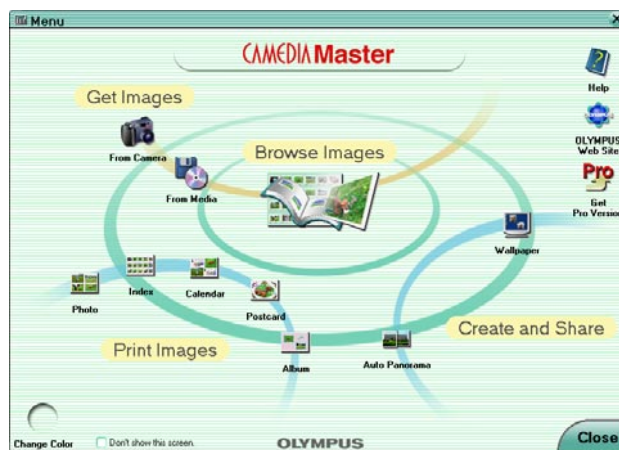 Menu
CAMEDIA Master
Get Images
From Camera
From Media
Browse Images
Help
OLYMPUS
Web Site
Pro
Get
Pro Version
Wallpaper
Photo
Index
Calendar
Postcard
Album
Auto Panorama
Print Images
Create and Share
Change Color
Don't show this screen.
OLYMPUS
Close